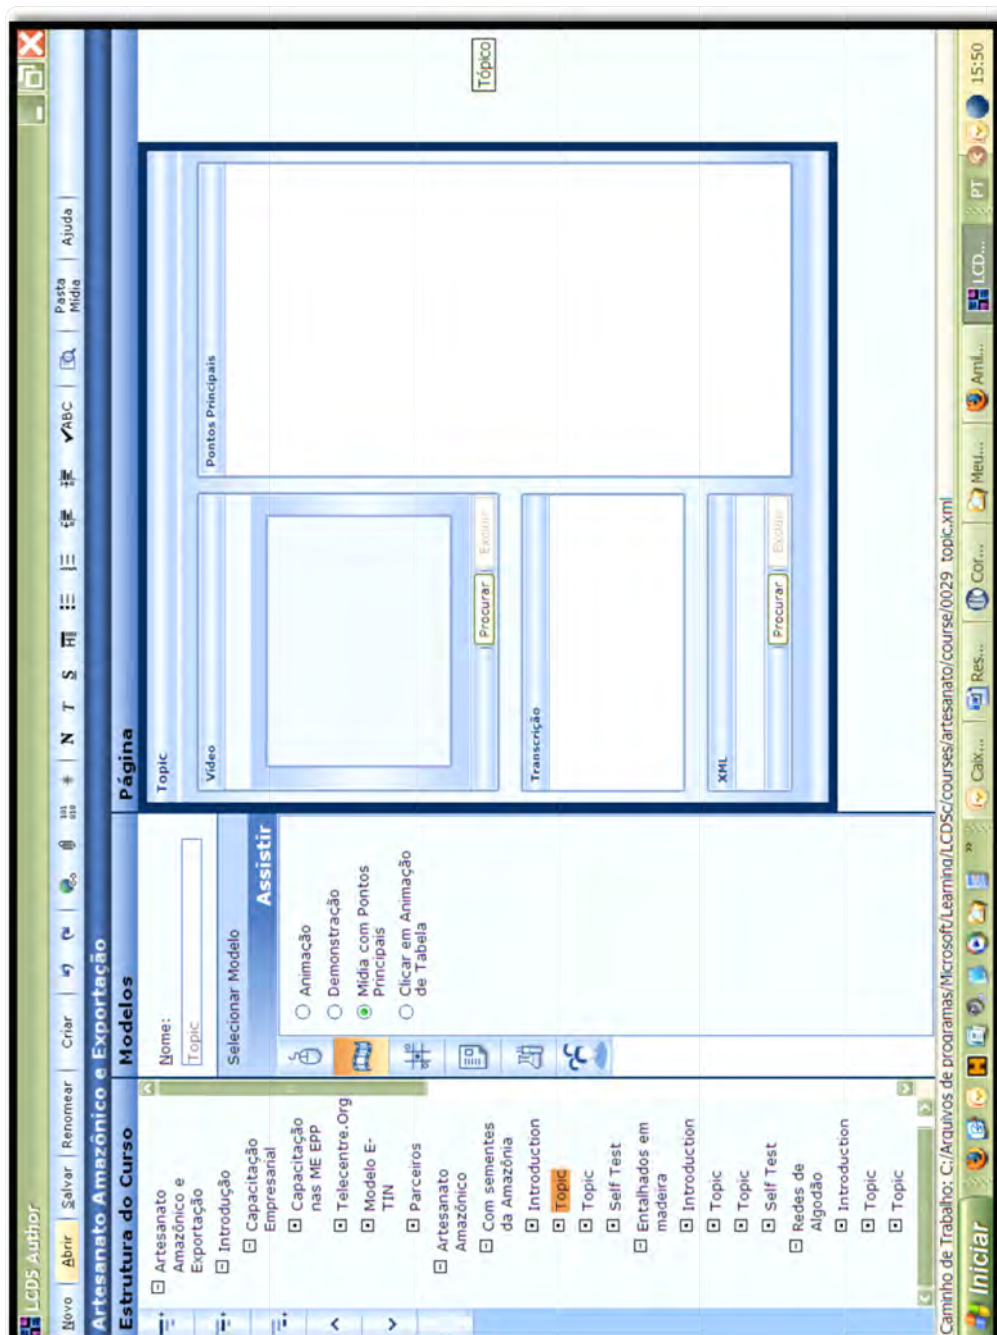 LCDS Author
Novo
Abrir
Salvar
Renomear
Criar
N
T
S
ABC
Pasta
Mídia
Ajuda
Artesanato Amazônico e Exportação
Estrutura do Curso
Artesanato
Amazônico e
Exportação
Introdução
Capacitação
Empresarial
Capacitação
nas ME EPP
Telecentre.Org
Modelo E-
TIN
Parceiros
Artesanato
Amazônico
Com sementes
da Amazônia
Introduction
Topic
Topic
Self Test
Entalhados em
madeira
Introduction
Topic
Topic
Self Test
Redes de
Algodão
Introduction
Topic
Topic
Modelos
Nome:
Topic
Selecionar Modelo
Assistir
Animação
Demonstração
Mídia com Pontos
Principais
Clicar em Animação
de Tabela
Página
Topic
Vídeo
Procurar
Excluir
Transcrição
XML
Procurar
Excluir
Pontos Principais
Tópico
Caminho de Trabalho: C:/Arquivos de programas/Microsoft/Learning/LCDSc/courses/artesanato/course/0029_topic.xml
Iniciar
Caix...
Res...
Cor...
Meu...
Ami...
LCD...
PT
15:50